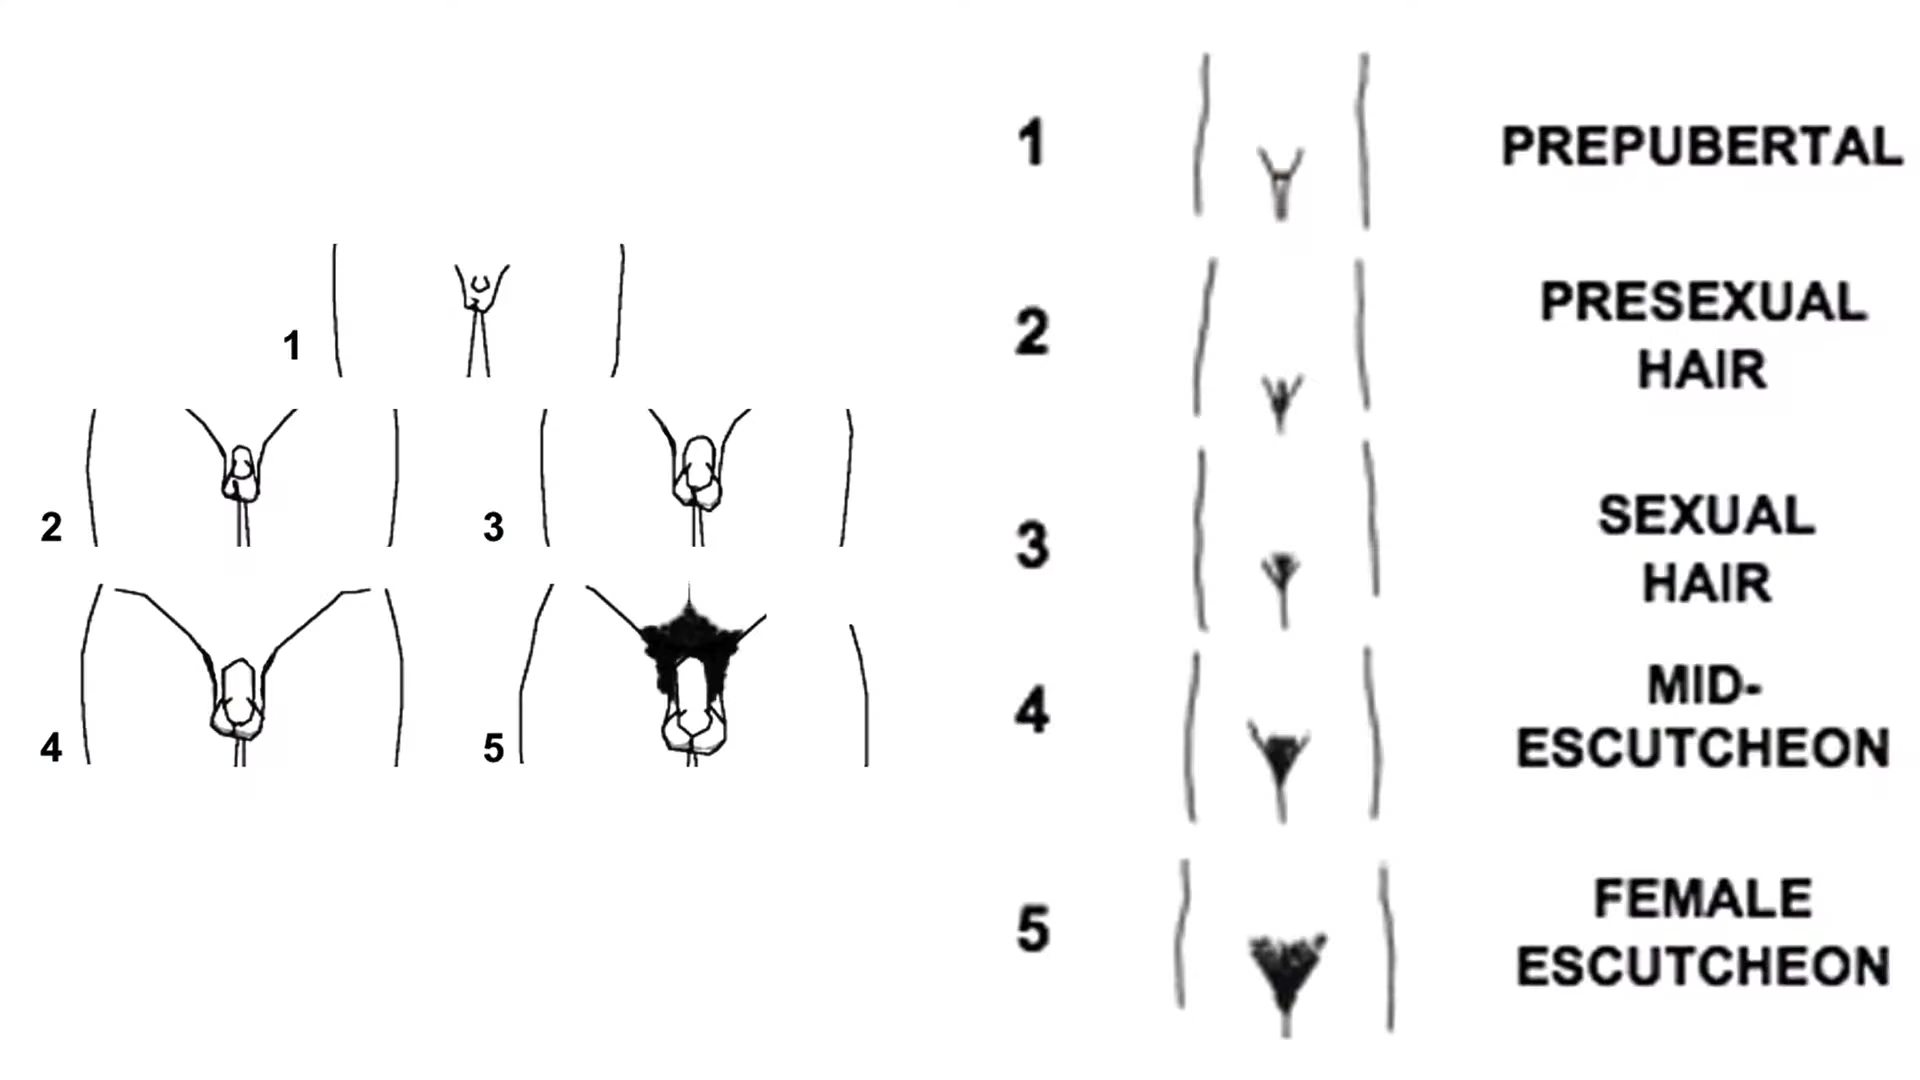 1
2
3
4
5
1
PREPUBERTAL
2
PRESEXUAL
HAIR
3
SEXUAL
HAIR
4
MID-
ESCUTCHEON
5
FEMALE
ESCUTCHEON